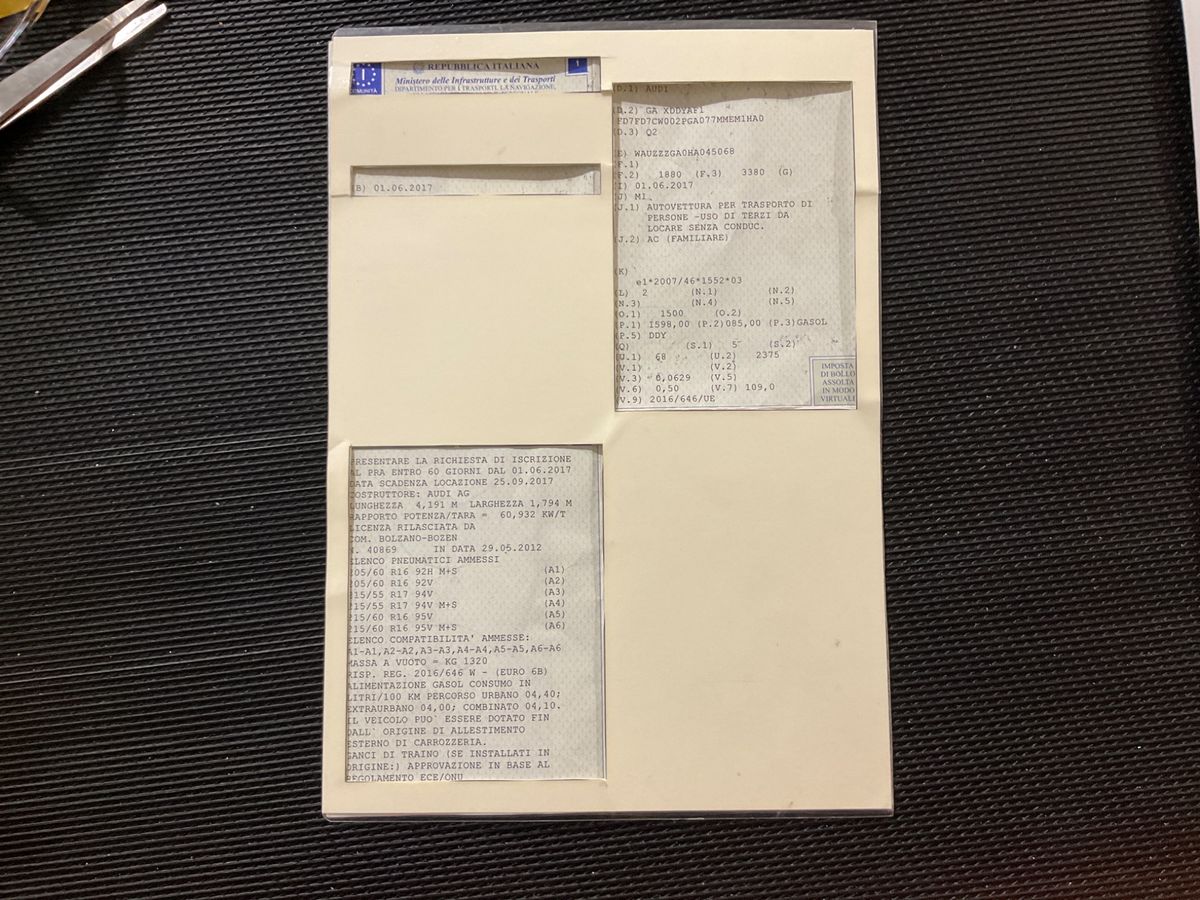 REPUBBLICA ITALIANA
I
1
Ministero delle Infrastrutture e dei Trasporti
DIPARTIMENTO PER I TRASPORTI, LA NAVIGAZIONE,
(B) 01.06.2017
PRESENTARE LA RICHIESTA DI ISCRIZIONE
AL PRA ENTRO 60 GIORNI DAL 01.06.2017
DATA SCADENZA LOCAZIONE 25.09.2017
COSTRUTTORE: AUDI AG
LUNGHEZZA 4,191 M LARGHEZZA 1,794 M
RAPPORTO POTENZA/TARA = 60,932 KW/T
LICENZA RILASCIATA DA
COM. BOLZANO-BOZEN
N. 40869 IN DATA 29.05.2012
ELENCO PNEUMATICI AMMESSI
205/60 R16 92H M+S (A1)
205/60 R16 92V (A2)
215/55 R17 94V (A3)
215/55 R17 94V M+S (A4)
215/60 R16 95V (A5)
215/60 R16 95V M+S (A6)
ELENCO COMPATIBILITA' AMMESSE:
A1-A1,A2-A2,A3-A3,A4-A4,A5-A5,A6-A6
MASSA A VUOTO = KG 1320
RISP. REG. 2016/646 W - (EURO 6B)
ALIMENTAZIONE GASOL CONSUMO IN
LITRI/100 KM PERCORSO URBANO 04,40;
EXTRAURBANO 04,00; COMBINATO 04,10.
IL VEICOLO PUO` ESSERE DOTATO FIN
DALL` ORIGINE DI ALLESTIMENTO
ESTERNO DI CARROZZERIA.
GANCI DI TRAINO (SE INSTALLATI IN
ORIGINE:) APPROVAZIONE IN BASE AL
REGOLAMENTO ECE/ONU
(D.1) AUDI
(D.2) GA XDDYAF1
FD7FD7CW002PGA077MMEM1HA0
(D.3) Q2
(E) WAUZZZGA0HA045068
(F.1)
(F.2) 1880 (F.3) 3380 (G)
(I) 01.06.2017
(J) M1
(J.1) AUTOVETTURA PER TRASPORTO DI
PERSONE -USO DI TERZI DA
LOCARE SENZA CONDUC.
(J.2) AC (FAMILIARE)
(K)
e1*2007/46*1552*03
(L) 2 (N.1) (N.2)
(N.3) (N.4) (N.5)
(O.1) 1500 (O.2)
(P.1) 1598,00 (P.2)085,00 (P.3)GASOL
(P.5) DDY
(Q) (S.1) 5 (S.2)
(U.1) 68 (U.2) 2375
(V.1) (V.2)
(V.3) 0,0629 (V.5)
(V.6) 0,50 (V.7) 109,0
(V.9) 2016/646/UE
IMPOSTA
DI BOLLO
ASSOLTA
IN MODO
VIRTUALE